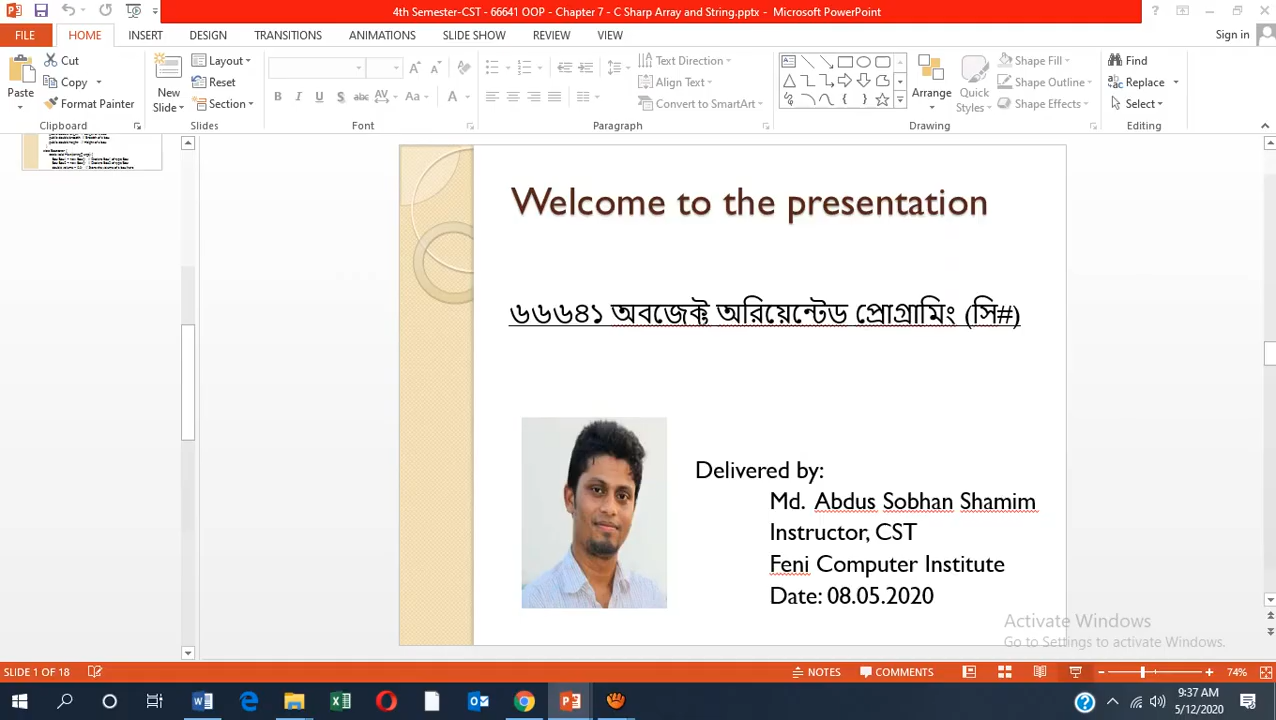 4th Semester-CST - 66641 OOP - Chapter 7 - C Sharp Array and String.pptx - Microsoft PowerPoint
FILE HOME INSERT DESIGN TRANSITIONS ANIMATIONS SLIDE SHOW REVIEW VIEW Sign in
Cut Layout Text Direction Shape Fill Find
Copy Reset Align Text Shape Outline Replace
Paste Format Painter New Slide Section Convert to SmartArt Arrange Quick Styles Shape Effects Select
Clipboard Slides Font Paragraph Drawing Editing
Welcome to the presentation
৬৬৬৪১ অবজেক্ট অরিয়েন্টেড প্রোগ্রামিং (সি#)
Delivered by:
Md. Abdus Sobhan Shamim
Instructor, CST
Feni Computer Institute
Date: 08.05.2020
Activate Windows
Go to Settings to activate Windows.
SLIDE 1 OF 18 NOTES COMMENTS 74%
9:37 AM
5/12/2020